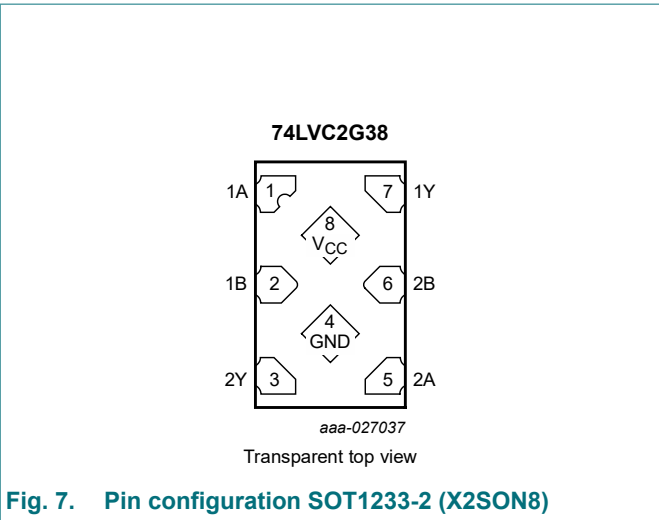 74LVC2G38
1A 1 7 1Y
8
VCC
1B 2 6 2B
4
GND
2Y 3 5 2A
aaa-027037
Transparent top view
Fig. 7. Pin configuration SOT1233-2 (X2SON8)